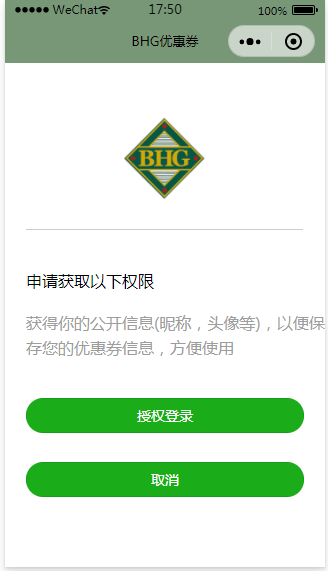 WeChat 17:50 100%
BHG优惠券
BHG
申请获取以下权限
获得你的公开信息(昵称，头像等)，以便保
存您的优惠券信息，方便使用
授权登录
取消